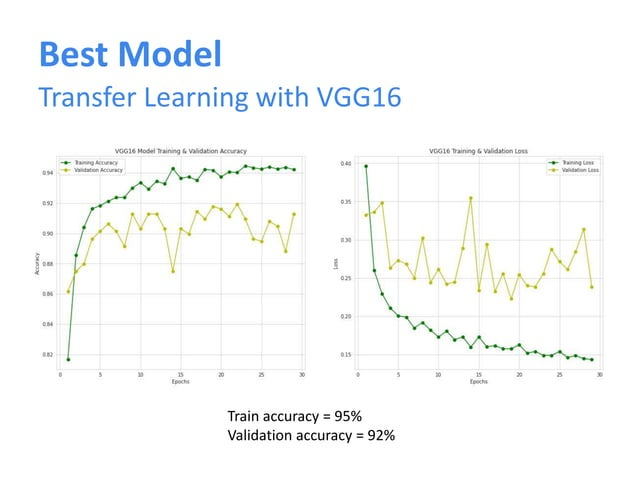 Best Model
Transfer Learning with VGG16
VGG16 Model Training & Validation Accuracy
Training Accuracy
Validation Accuracy
0.94
0.92
0.90
0.88
0.86
0.84
0.82
Accuracy
0
5
10
15
20
25
30
Epochs
VGG16 Training & Validation Loss
Training Loss
Validation Loss
0.40
0.35
0.30
0.25
0.20
0.15
Loss
0
5
10
15
20
25
30
Epochs
Train accuracy = 95%
Validation accuracy = 92%